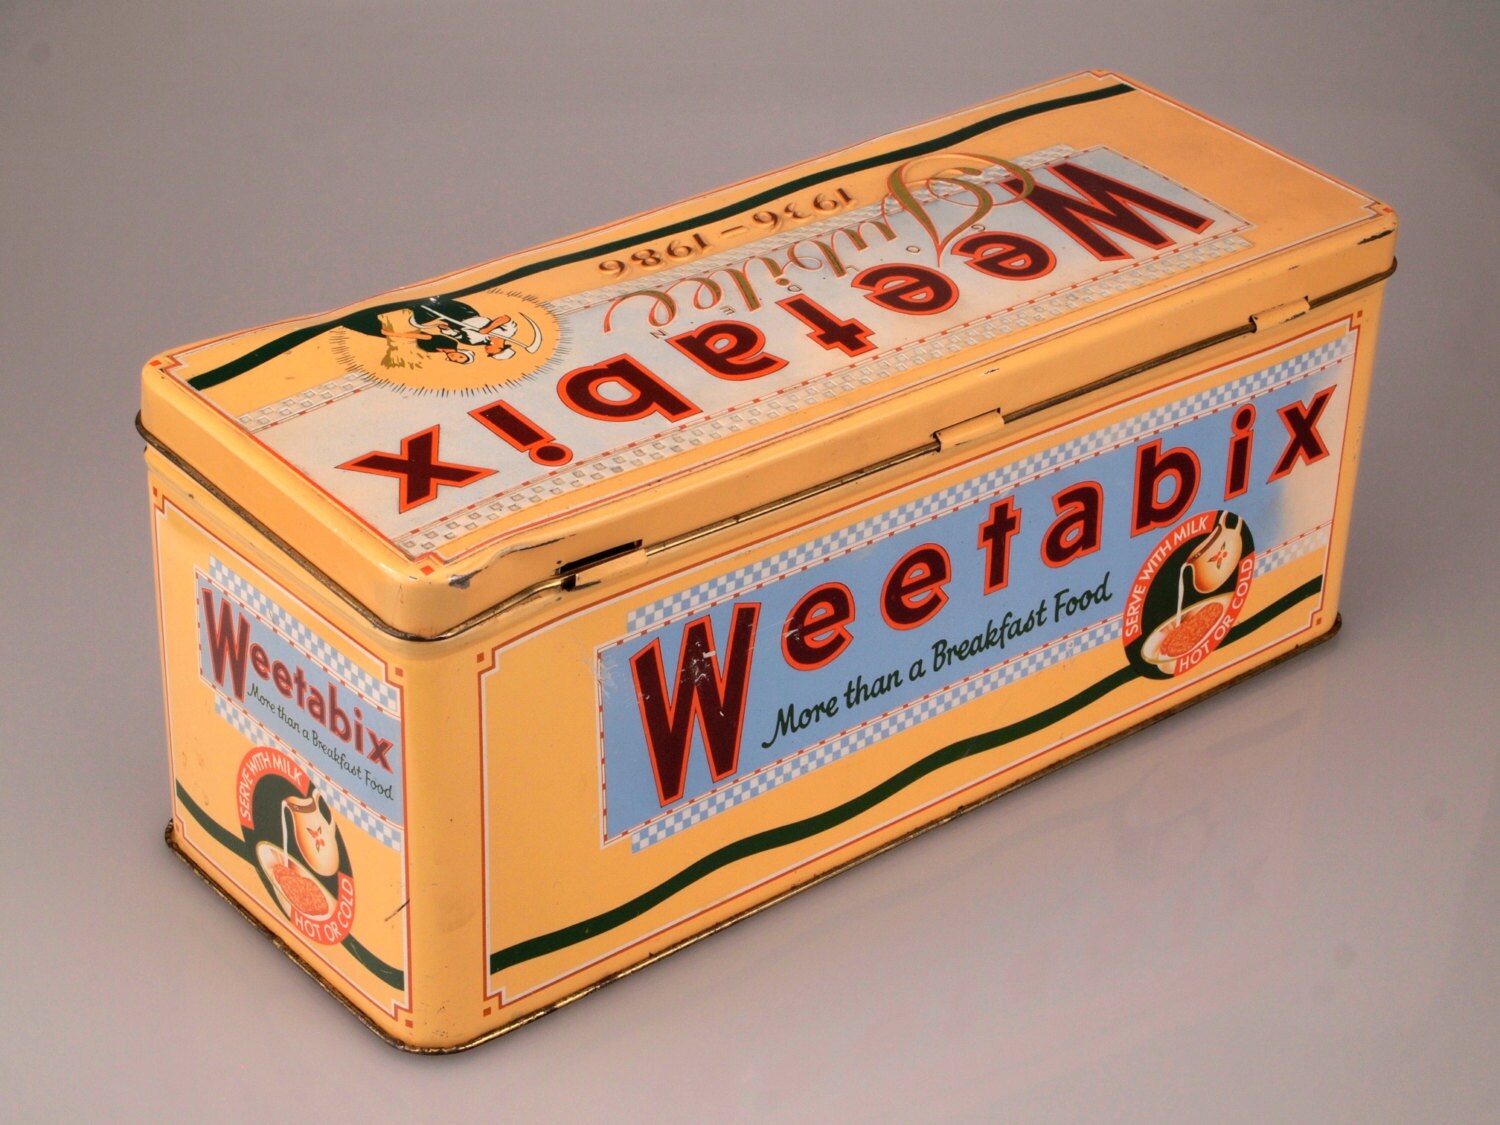 Weetabix
GOLDEN
Jubilee
1936-1986
Weetabix
More than a Breakfast Food
SERVE WITH MILK
HOT OR COLD
Weetabix
More than a Breakfast Food
SERVE WITH MILK
HOT OR COLD